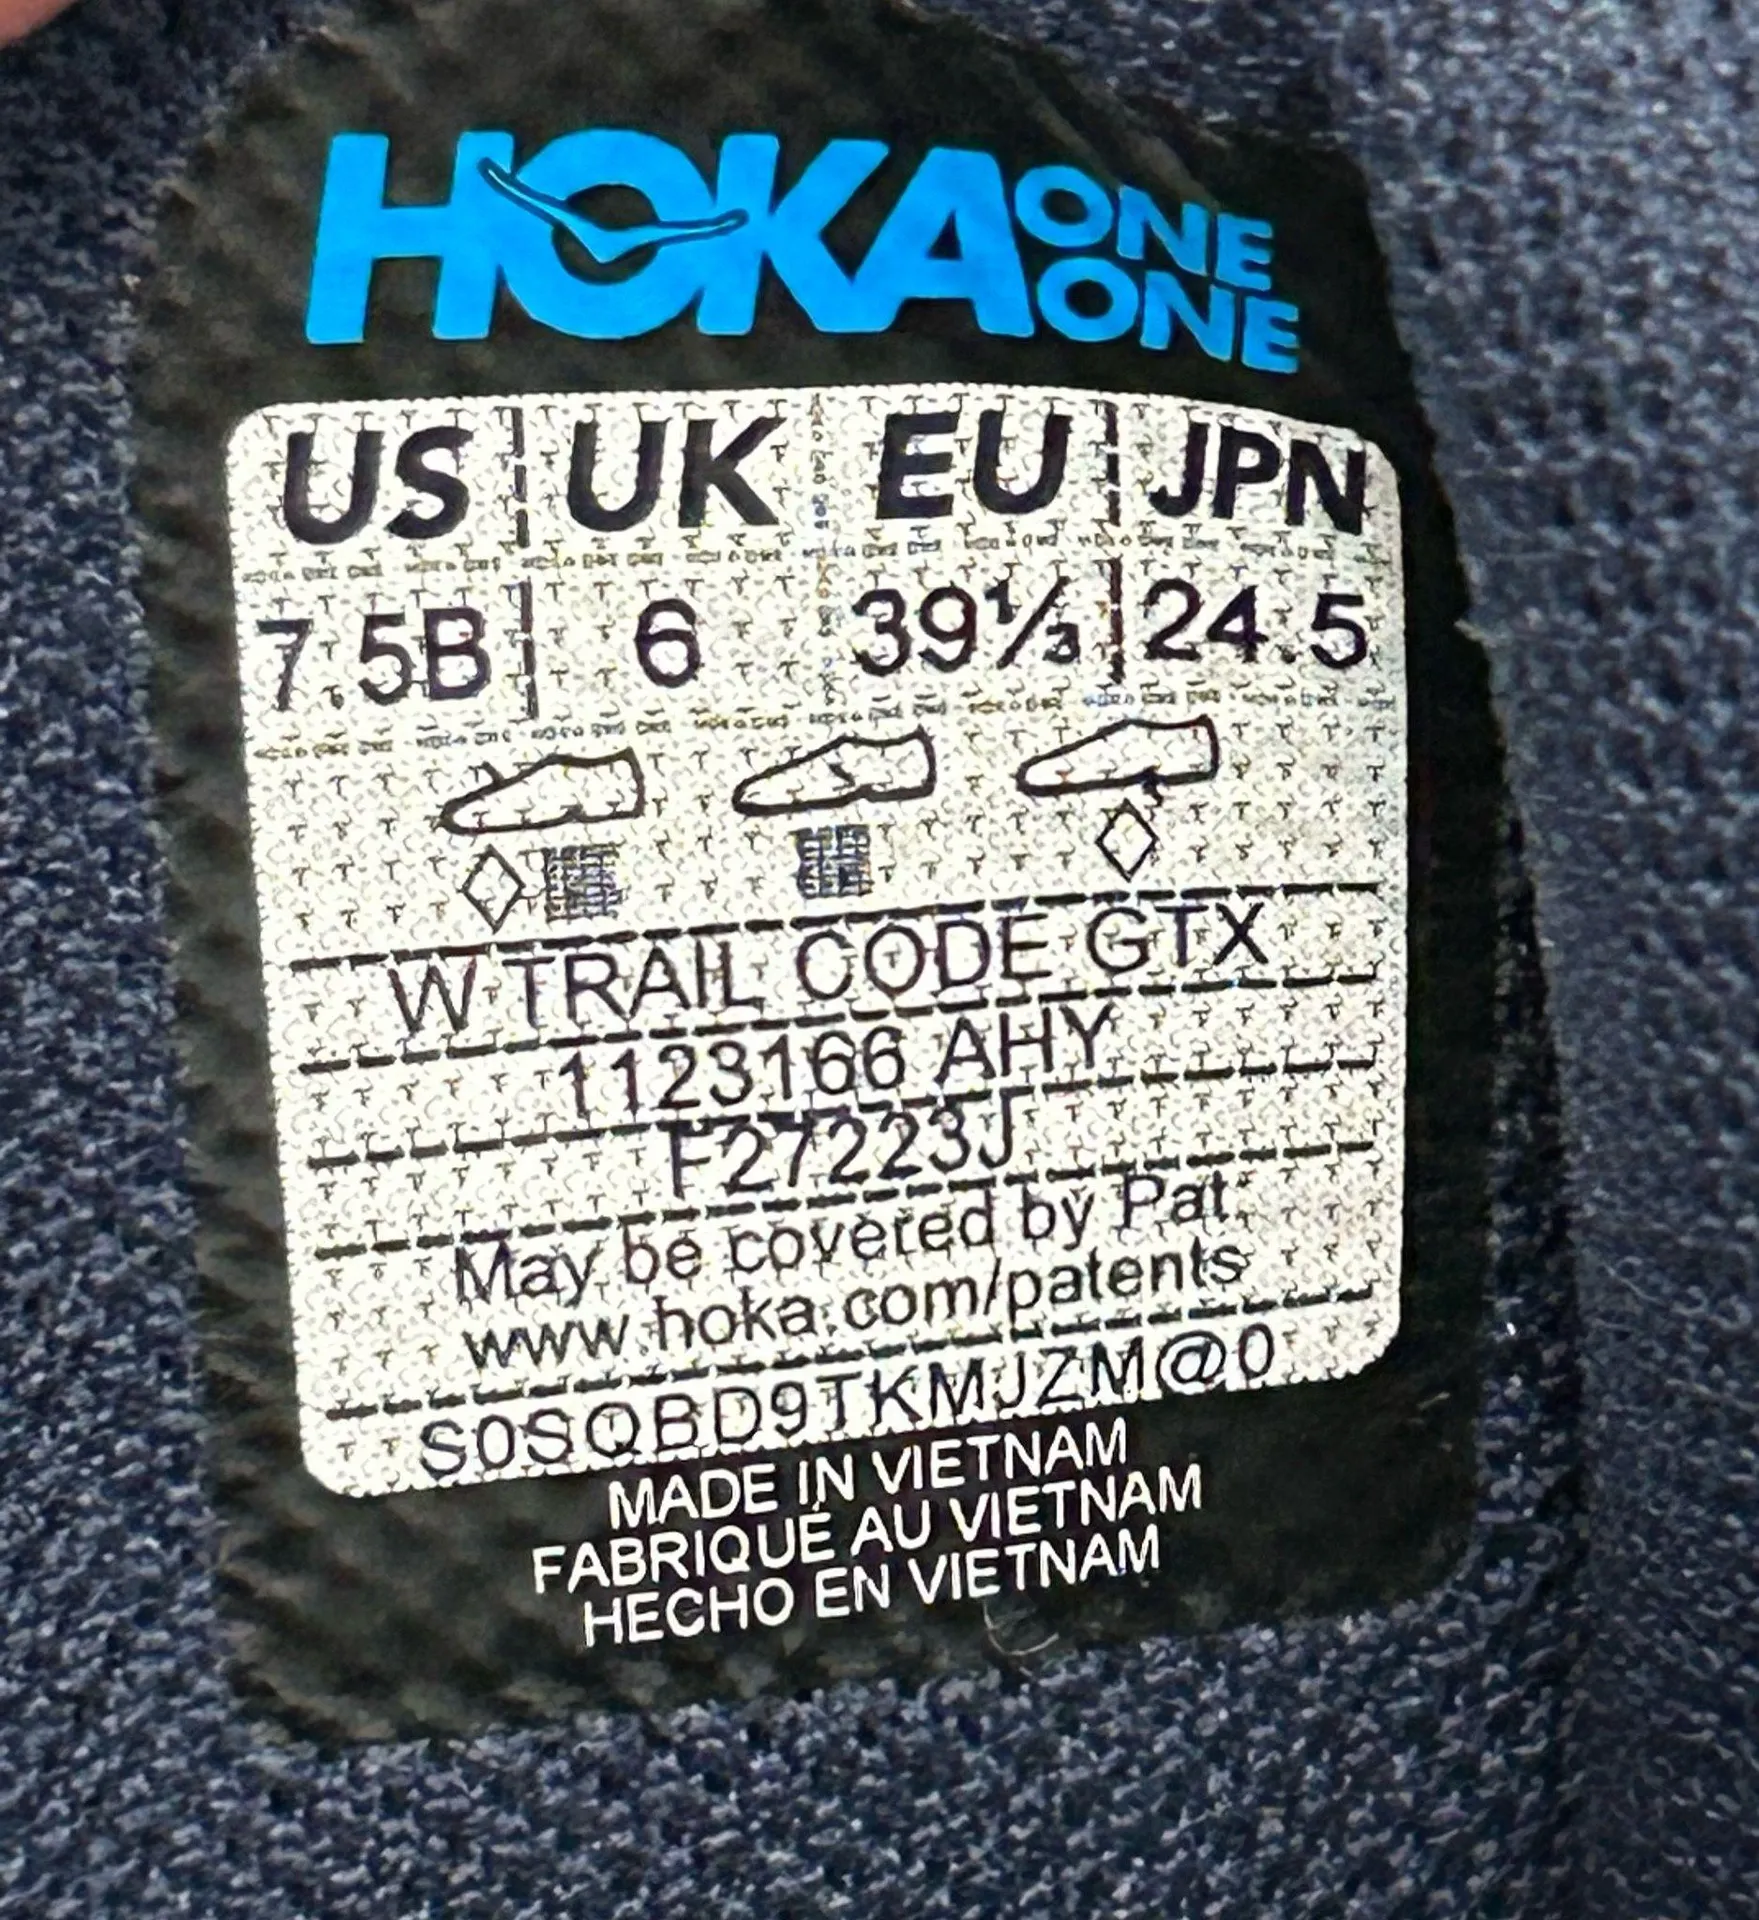 HOKA ONE ONE
US UK EU JPN
7.5B 6 39⅓ 24.5
W TRAIL CODE GTX
1123166 AHY
F27223J
May be covered by Pat.
www.hoka.com/patents
S0SQBD9TKMJZM@0
MADE IN VIETNAM
FABRIQUÉ AU VIETNAM
HECHO EN VIETNAM